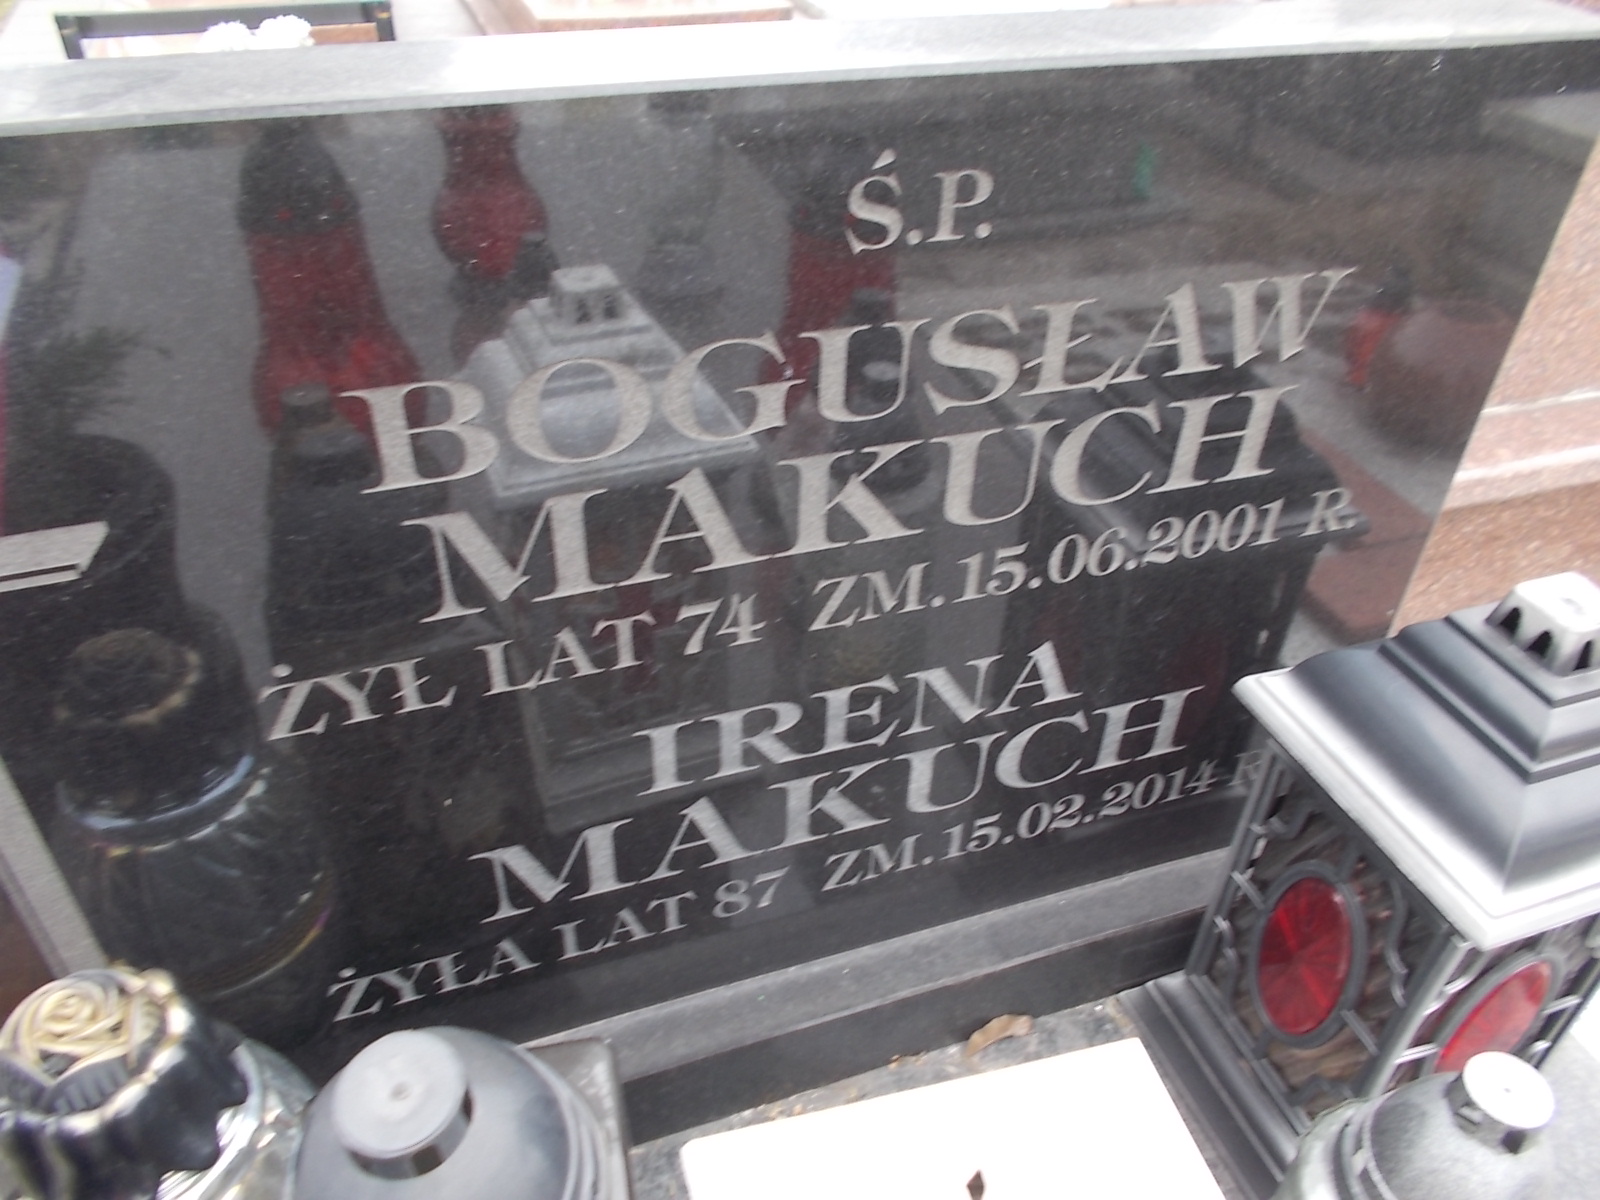 Ś.P.
BOGUSŁAW
MAKUCH
ŻYŁ LAT 74 ZM.15.06.2001 R.
IRENA
MAKUCH
ŻYŁA LAT 87 ZM.15.02.2014 R